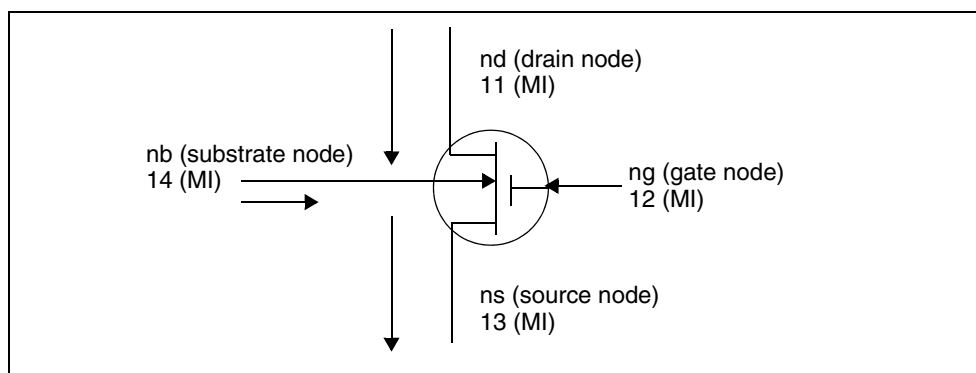 nd (drain node)
11 (MI)
nb (substrate node)
14 (MI)
ng (gate node)
12 (MI)
ns (source node)
13 (MI)